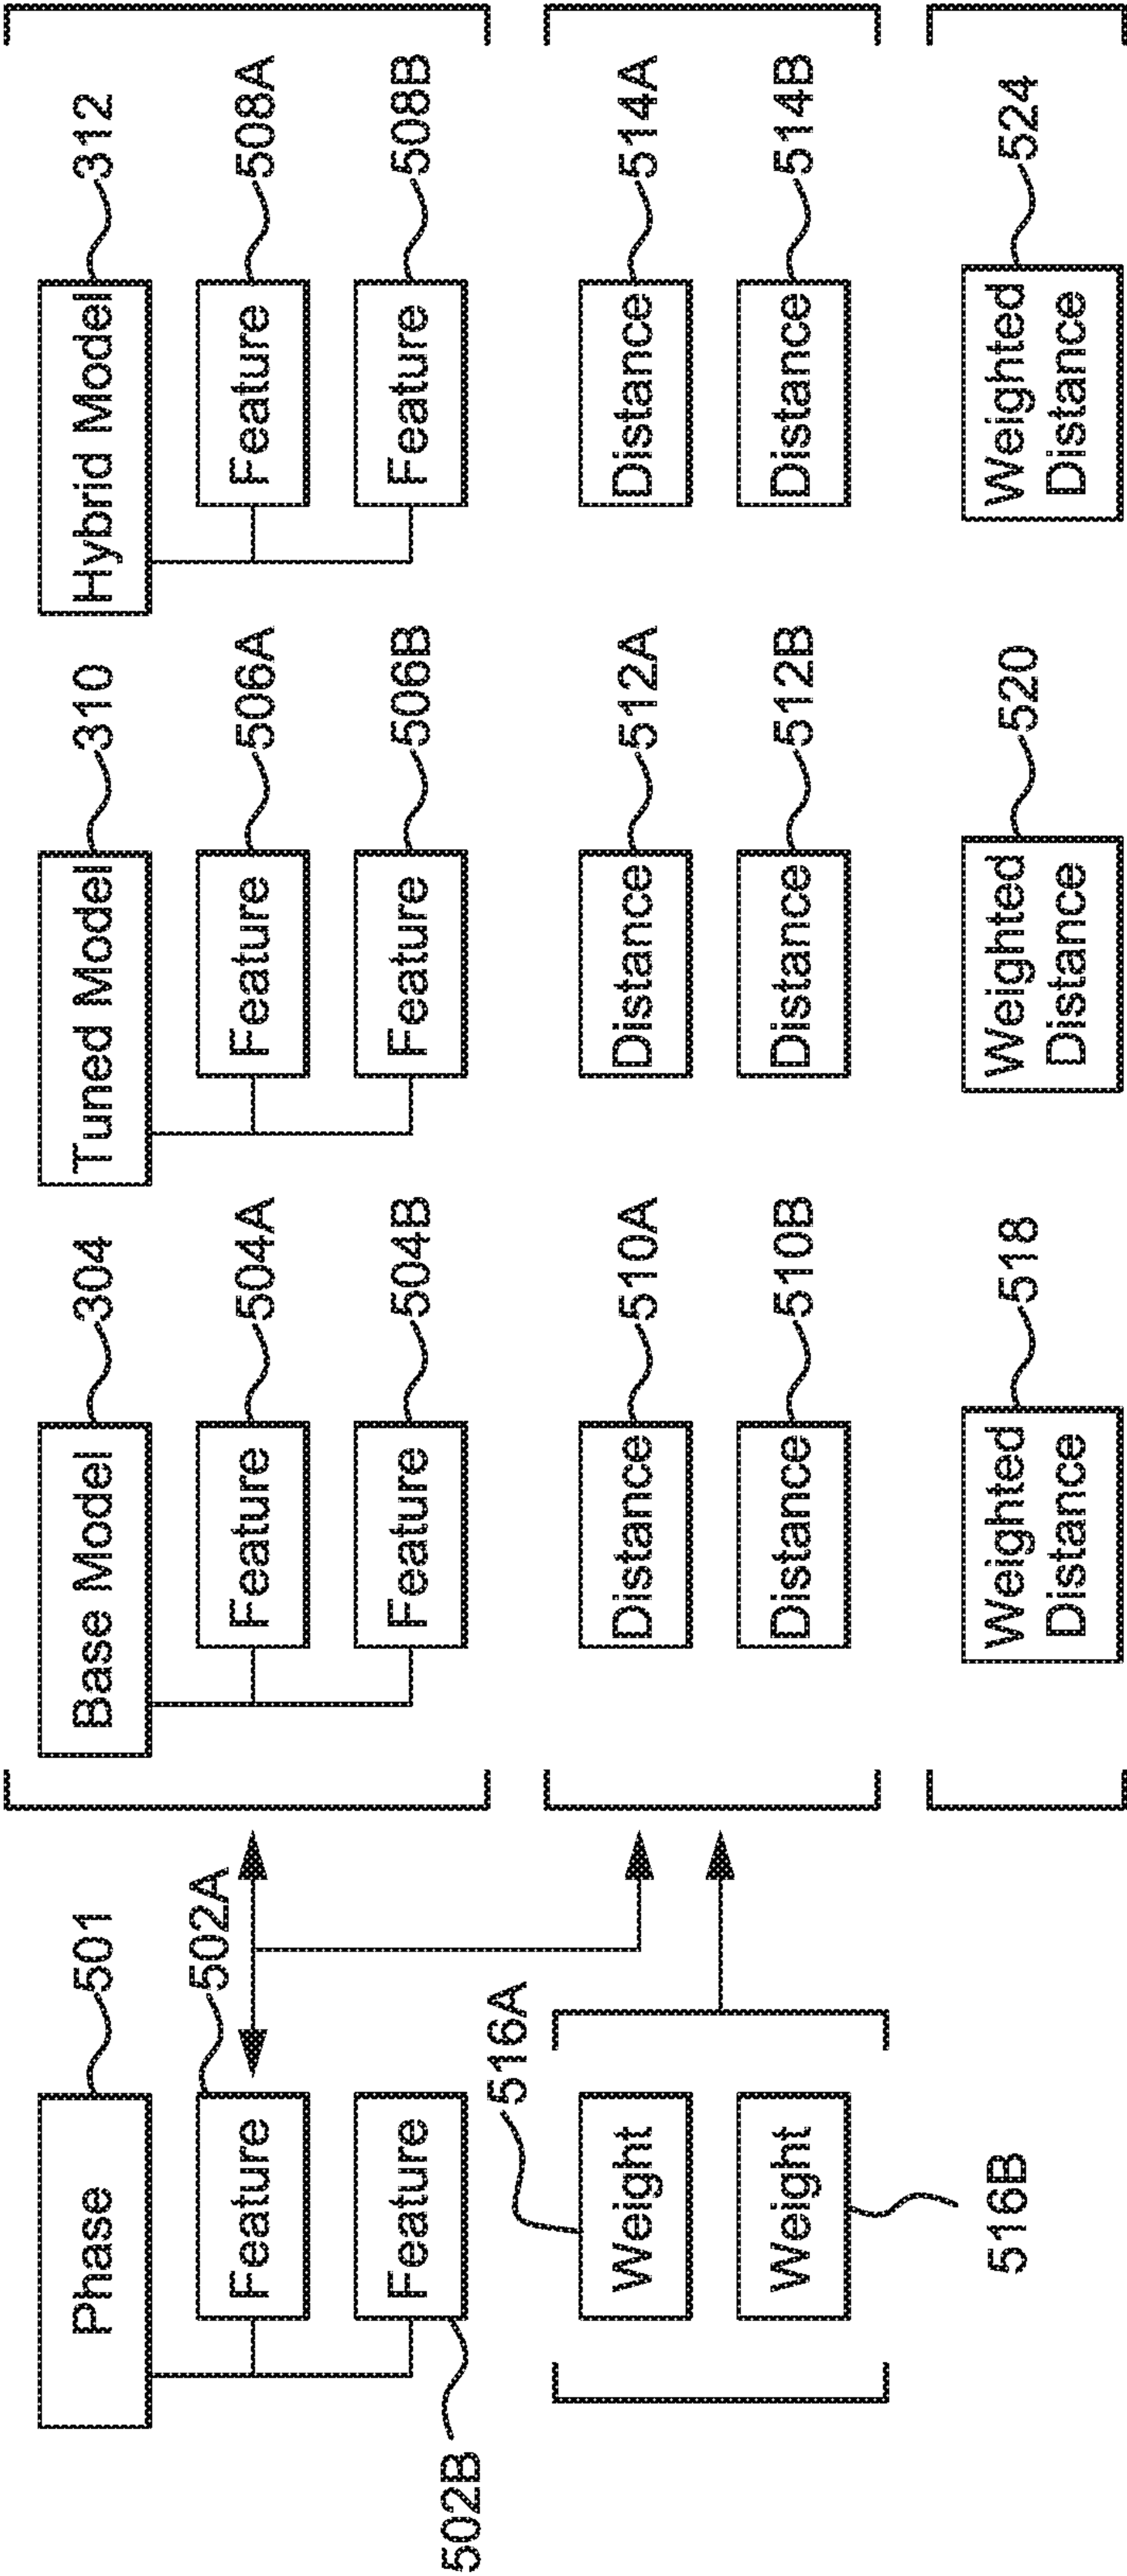 Phase
501
Base Model
304
Tuned Model
310
Hybrid Model
312
Feature
502A
Feature
504A
Feature
506A
Feature
508A
Feature
502B
Feature
504B
Feature
506B
Feature
508B
Weight
516A
Distance
510A
Distance
512A
Distance
514A
Weight
516B
Distance
510B
Distance
512B
Distance
514B
Weighted
Distance
518
Weighted
Distance
520
Weighted
Distance
524